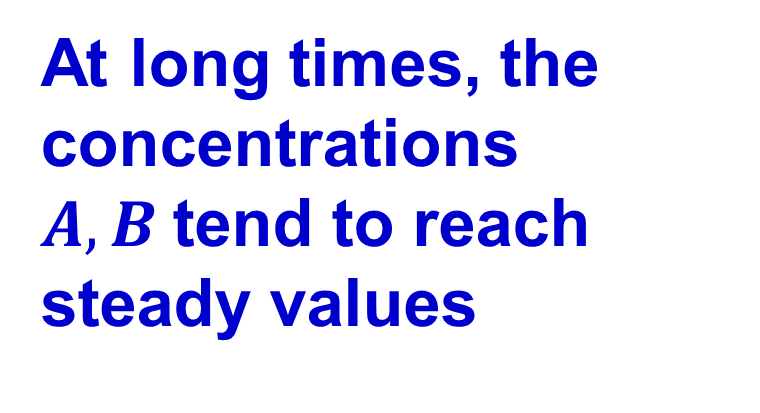 At long times, the
concentrations
A, B tend to reach
steady values